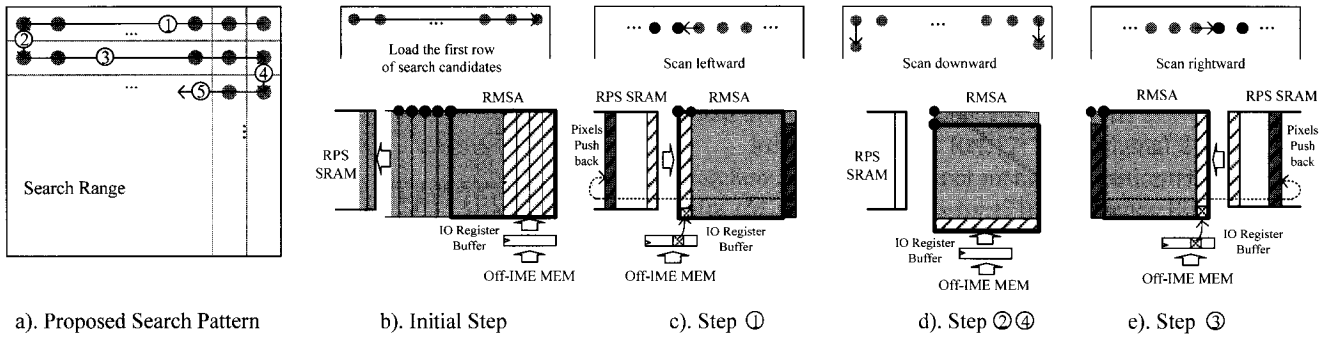 ①
...
②
③
④
...
⑤
...
Search Range
a). Proposed Search Pattern
...
Load the first row
of search candidates
RMSA
RPS
SRAM
IO Register
Buffer
Off-IME MEM
b). Initial Step
...
...
Scan leftward
RPS SRAM
RMSA
Pixels
Push
back
IO Register
Buffer
Off-IME MEM
c). Step ①
...
Scan downward
RMSA
RPS
SRAM
IO Register
Buffer
Off-IME MEM
d). Step ②④
...
...
Scan rightward
RMSA
RPS SRAM
Pixels
Push
back
IO Register
Buffer
Off-IME MEM
e). Step ③